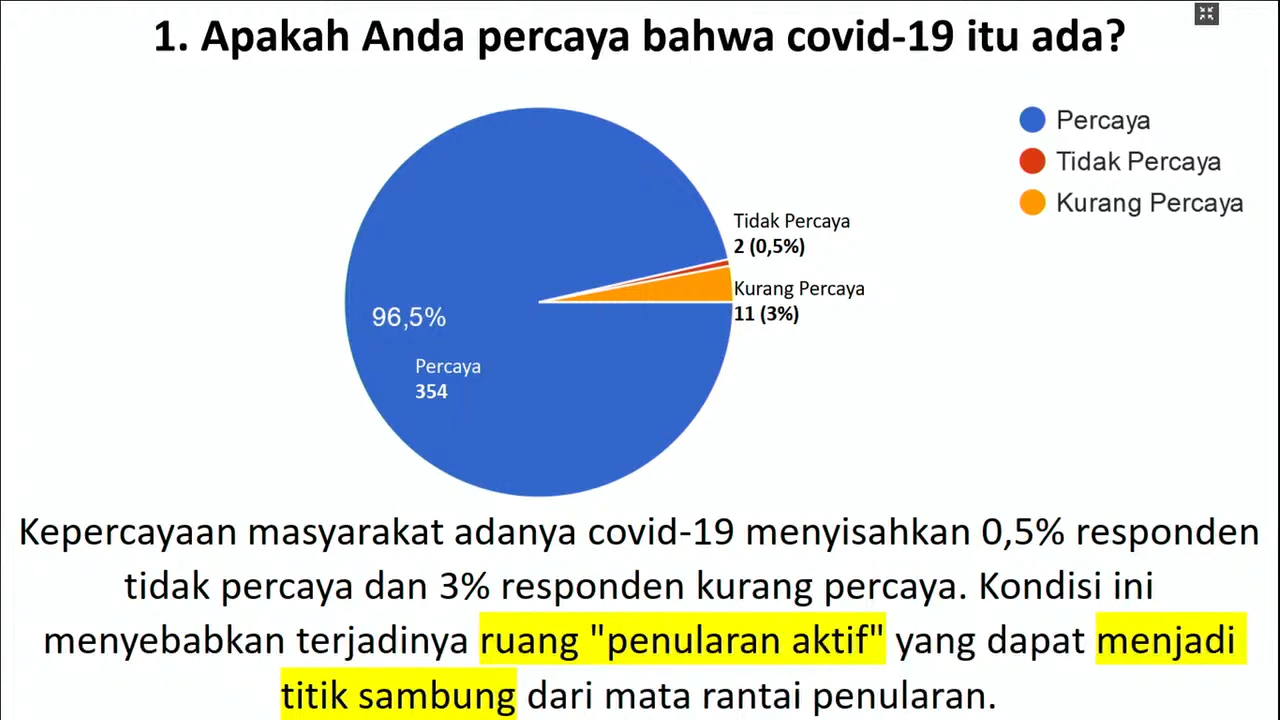 1. Apakah Anda percaya bahwa covid-19 itu ada?
Percaya
Tidak Percaya
Kurang Percaya
Tidak Percaya
2 (0,5%)
Kurang Percaya
11 (3%)
96,5%
Percaya
354
Kepercayaan masyarakat adanya covid-19 menyisahkan 0,5% responden
tidak percaya dan 3% responden kurang percaya. Kondisi ini
menyebabkan terjadinya ruang "penularan aktif" yang dapat menjadi
titik sambung dari mata rantai penularan.